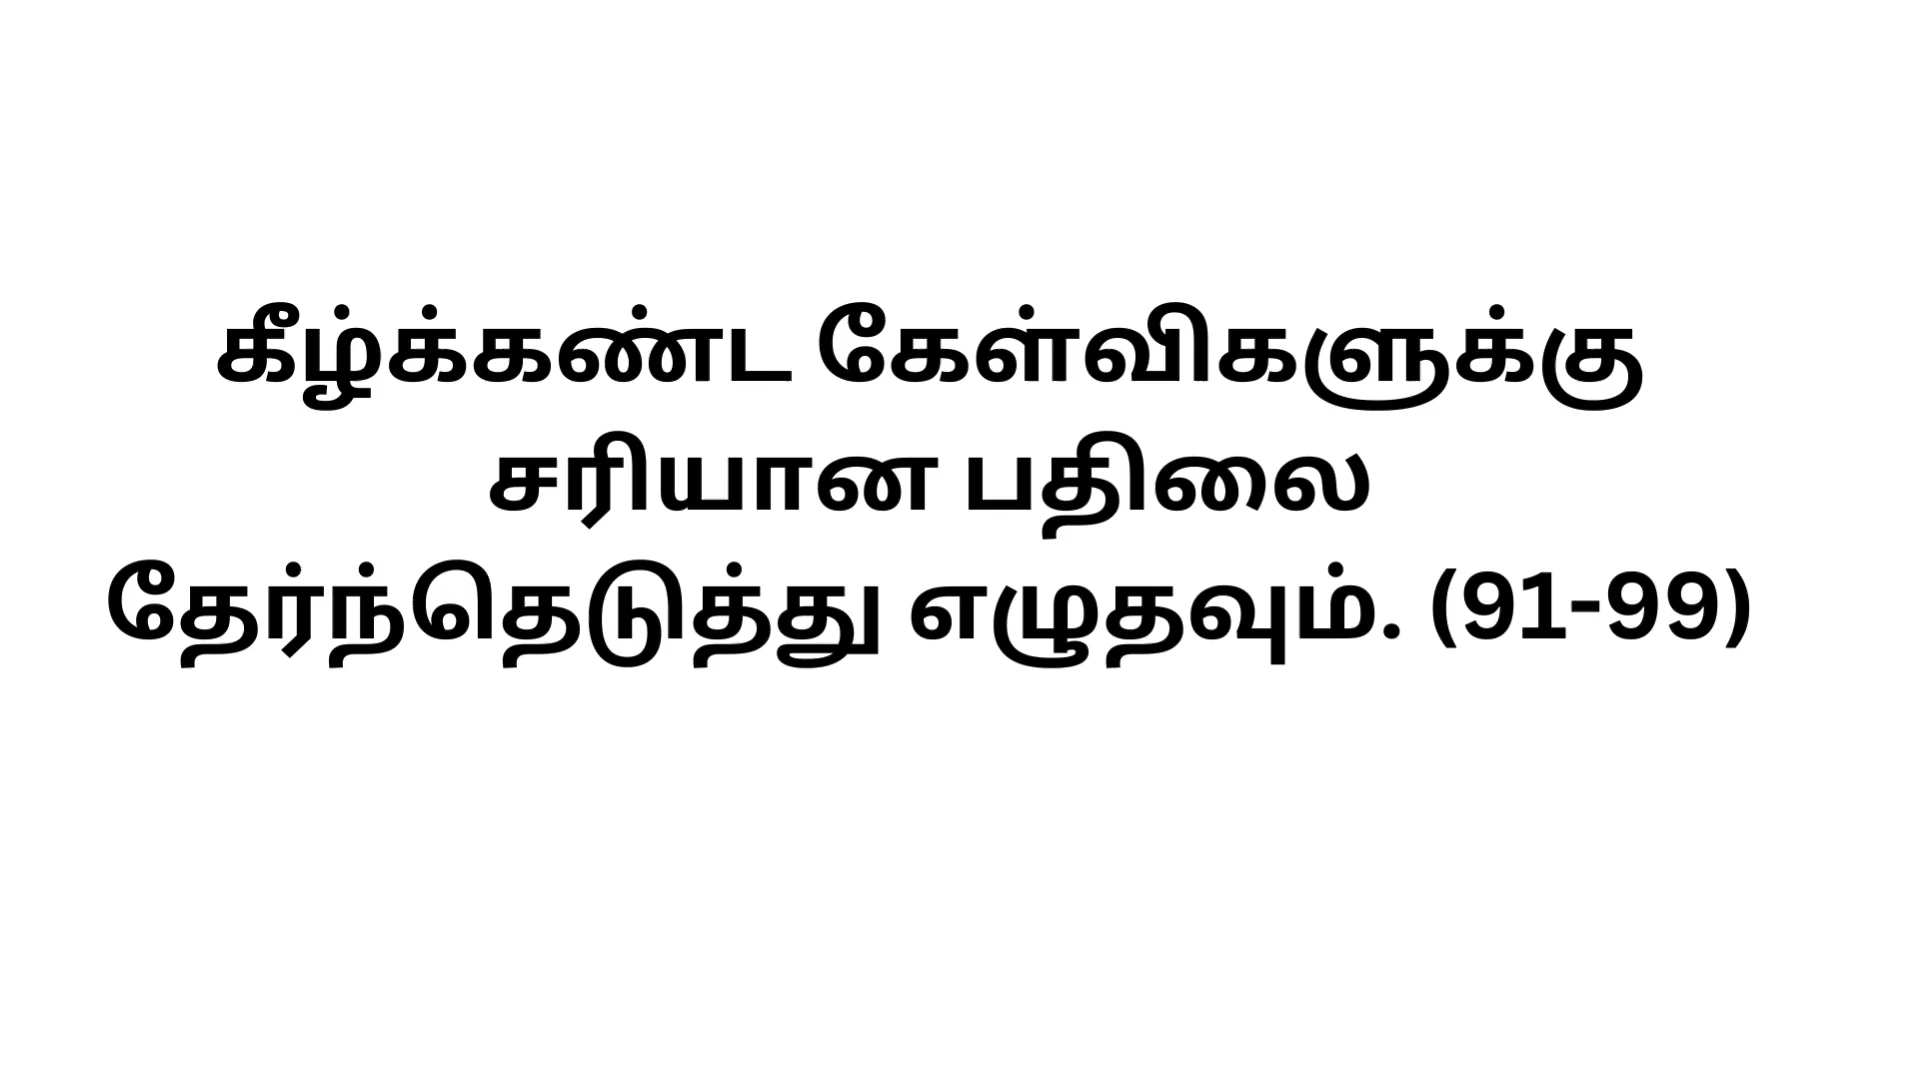 கீழ்க்கண்ட கேள்விகளுக்கு
சரியான பதிலை
தேர்ந்தெடுத்து எழுதவும். (91-99)